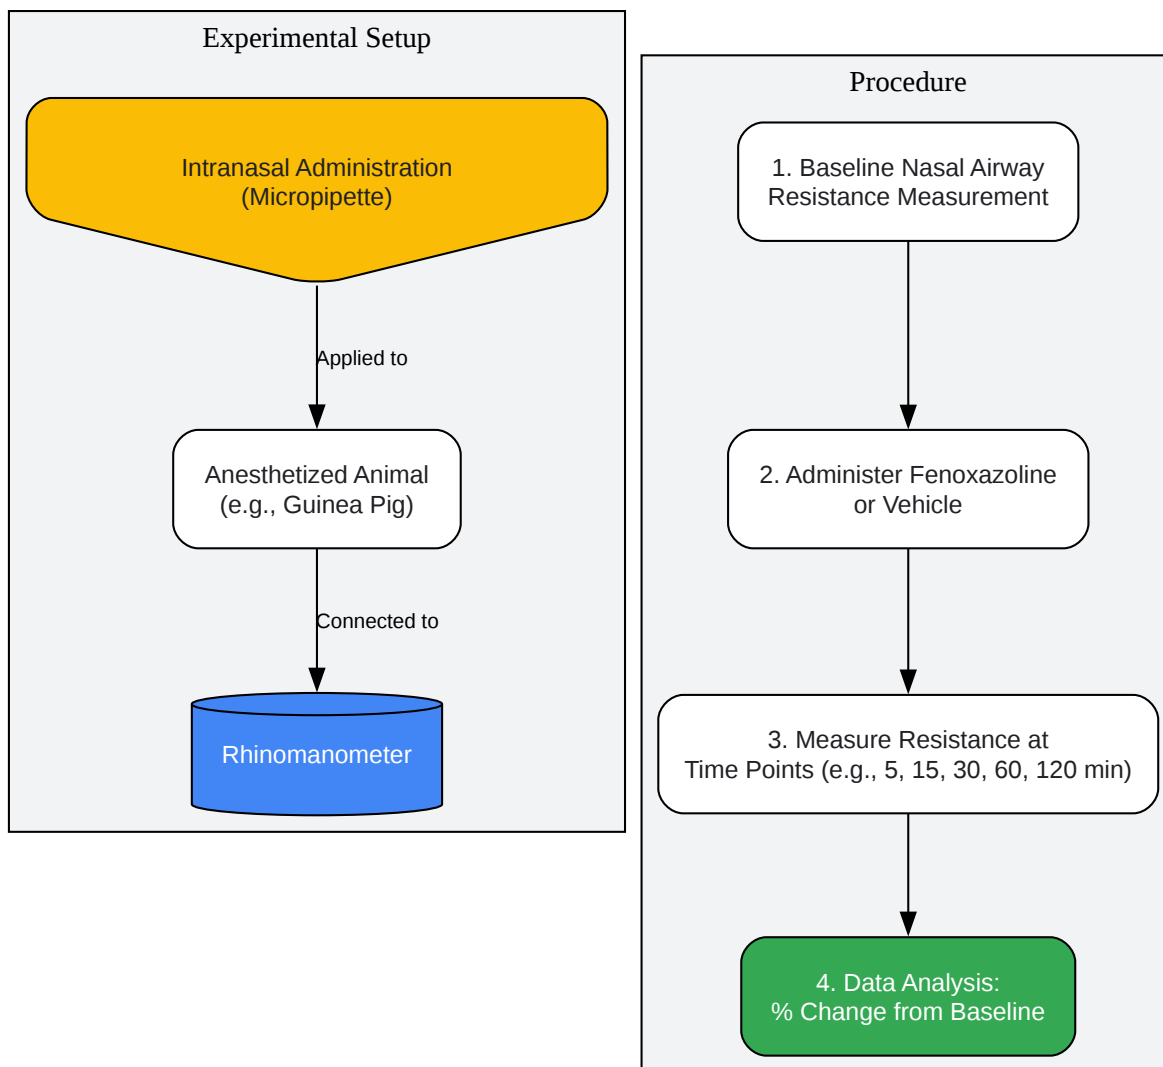 Experimental Setup
Intranasal Administration
(Micropipette)
Applied to
Anesthetized Animal
(e.g., Guinea Pig)
Connected to
Rhinomanometer
Procedure
1. Baseline Nasal Airway
Resistance Measurement
2. Administer Fenoxazoline
or Vehicle
3. Measure Resistance at
Time Points (e.g., 5, 15, 30, 60, 120 min)
4. Data Analysis:
% Change from Baseline